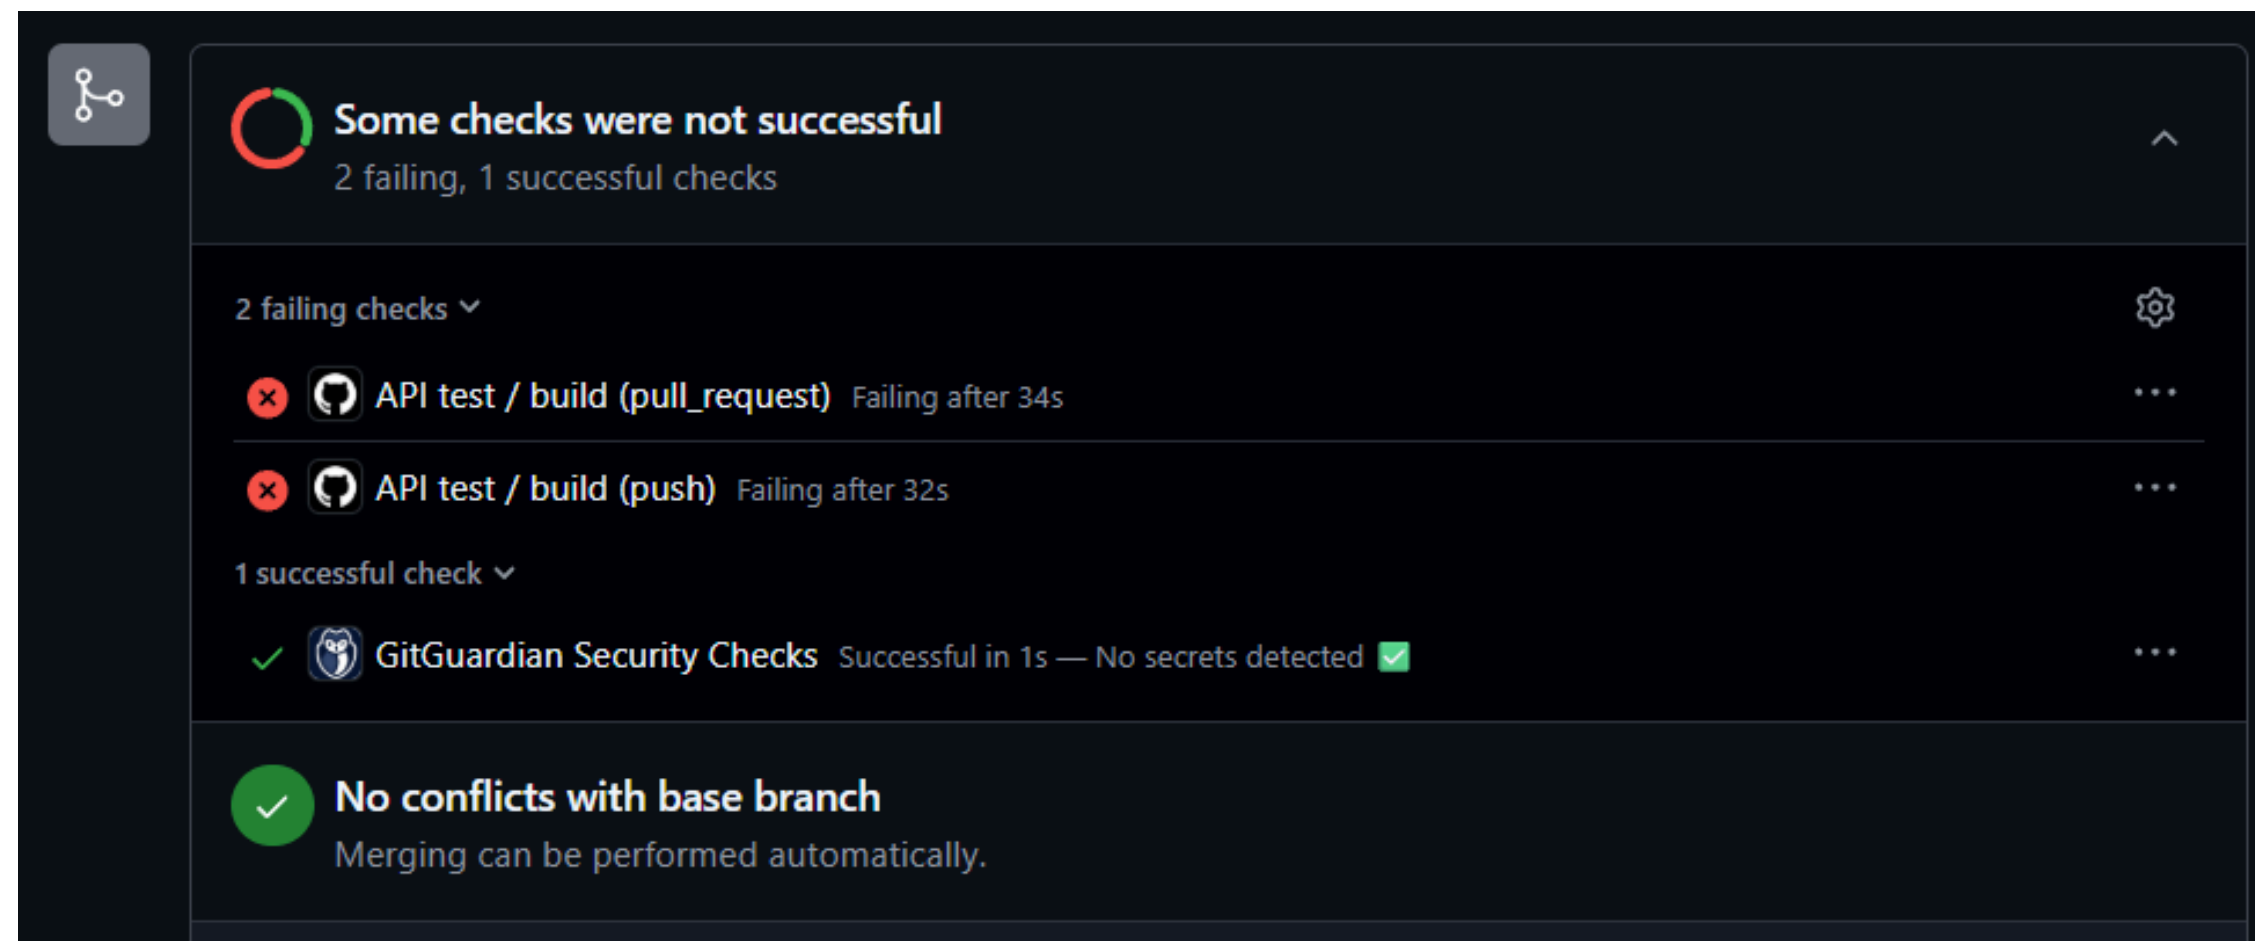 Some checks were not successful
2 failing, 1 successful checks
2 failing checks
API test / build (pull_request) Failing after 34s
API test / build (push) Failing after 32s
1 successful check
GitGuardian Security Checks Successful in 1s — No secrets detected ✅
No conflicts with base branch
Merging can be performed automatically.